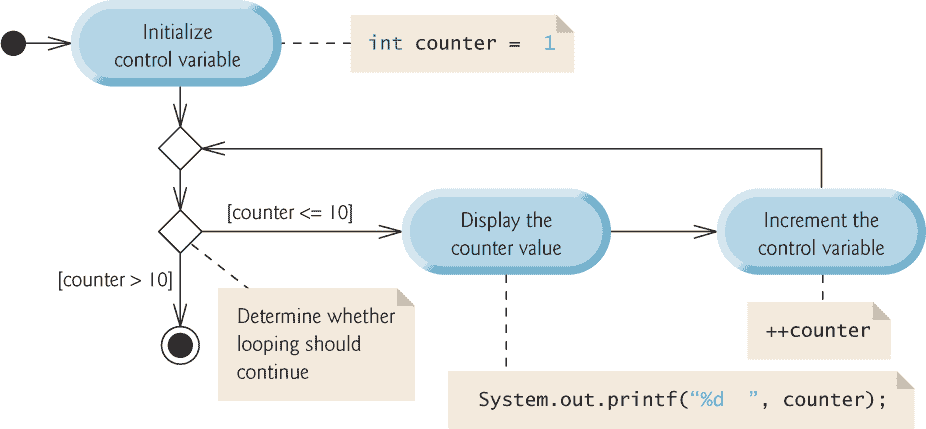 Initialize
control variable
int counter =  1
[counter <= 10]
Display the
counter value
Increment the
control variable
[counter > 10]
Determine whether
looping should
continue
++counter
System.out.printf(“%d  ”, counter);